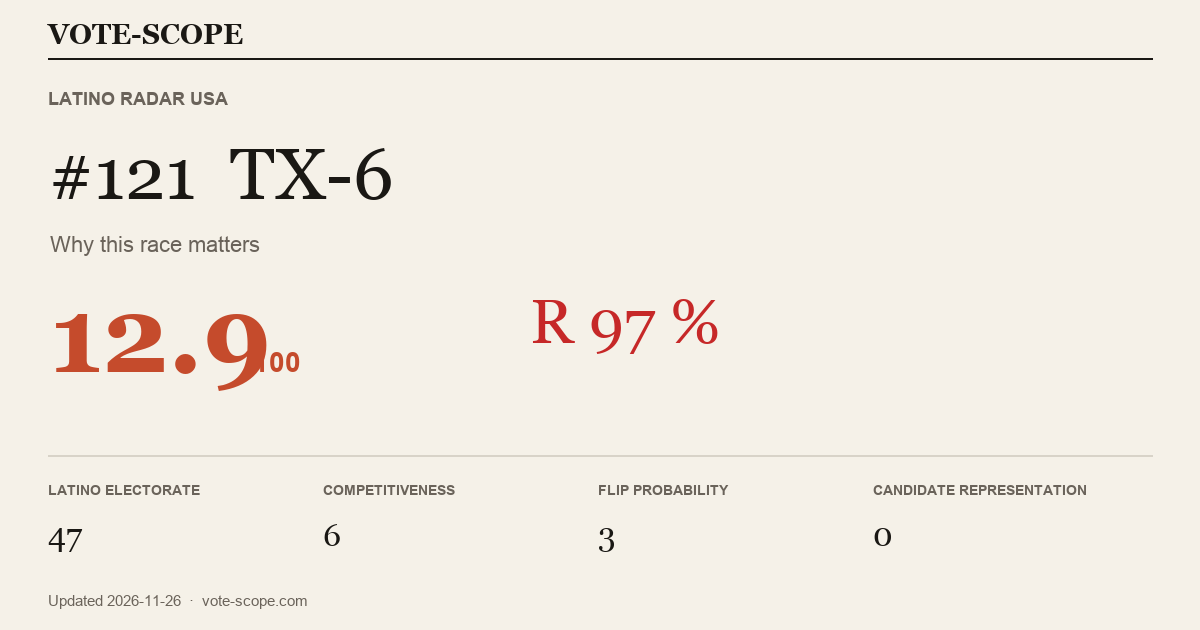 VOTE-SCOPE
LATINO RADAR USA
#121 TX-6
Why this race matters
12.9
R 97 %
LATINO ELECTORATE
COMPETITIVENESS
FLIP PROBABILITY
CANDIDATE REPRESENTATION
47
6
3
0
Updated 2026-11-26 · vote-scope.com